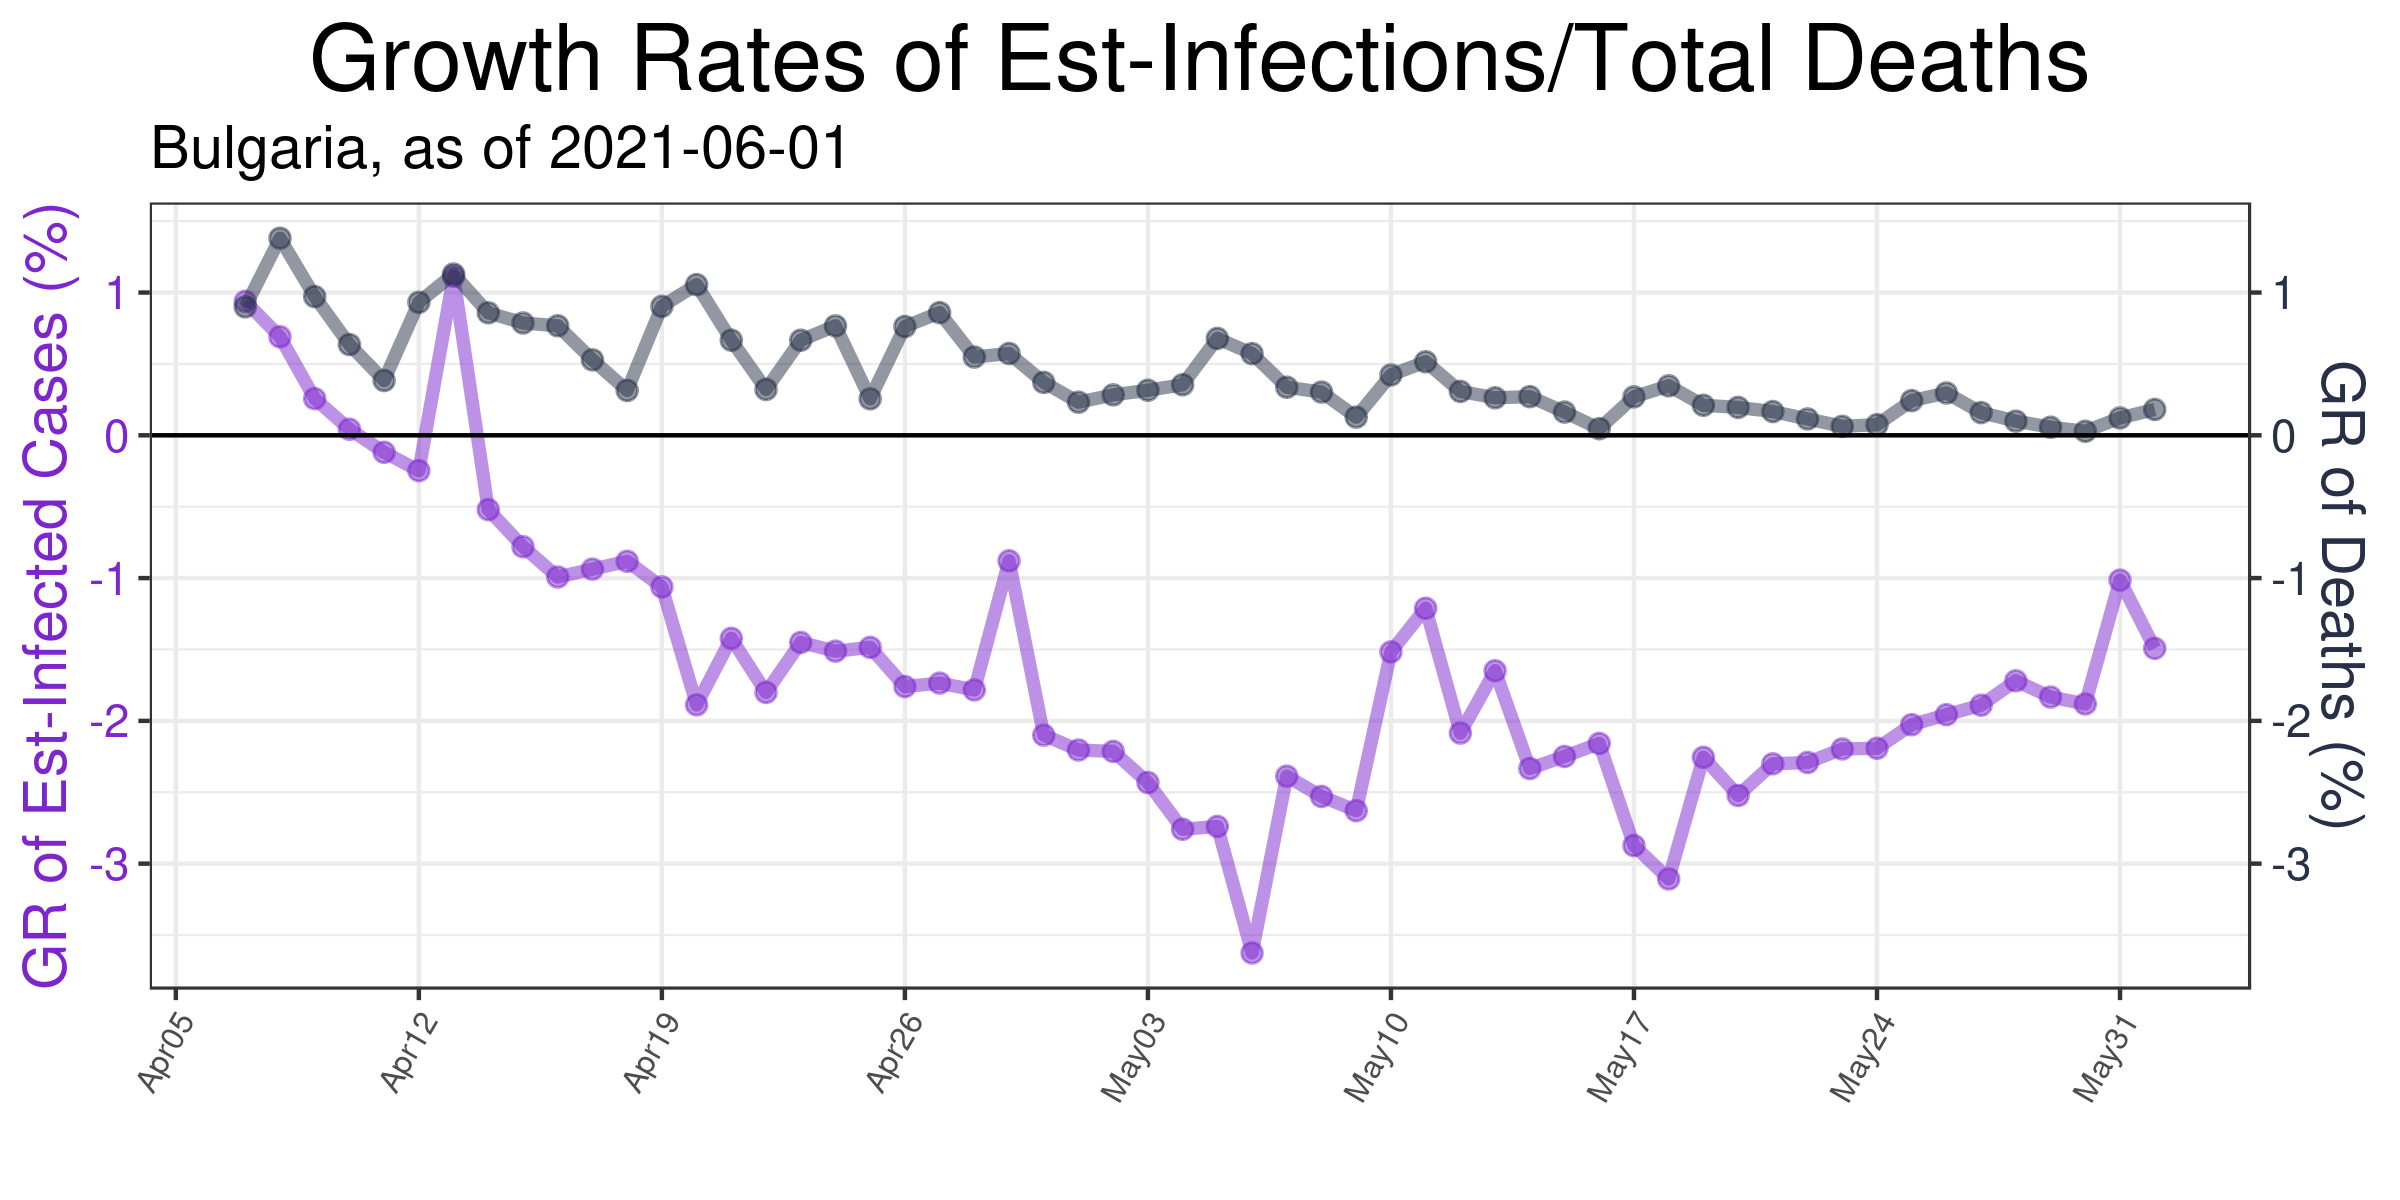 Growth Rates of Est-Infections/Total Deaths
Bulgaria, as of 2021-06-01
GR of Est-Infected Cases (%)
1
0
-1
-2
-3
1
0
-1
-2
-3
GR of Deaths (%)
Apr05
Apr12
Apr19
Apr26
May03
May10
May17
May24
May31